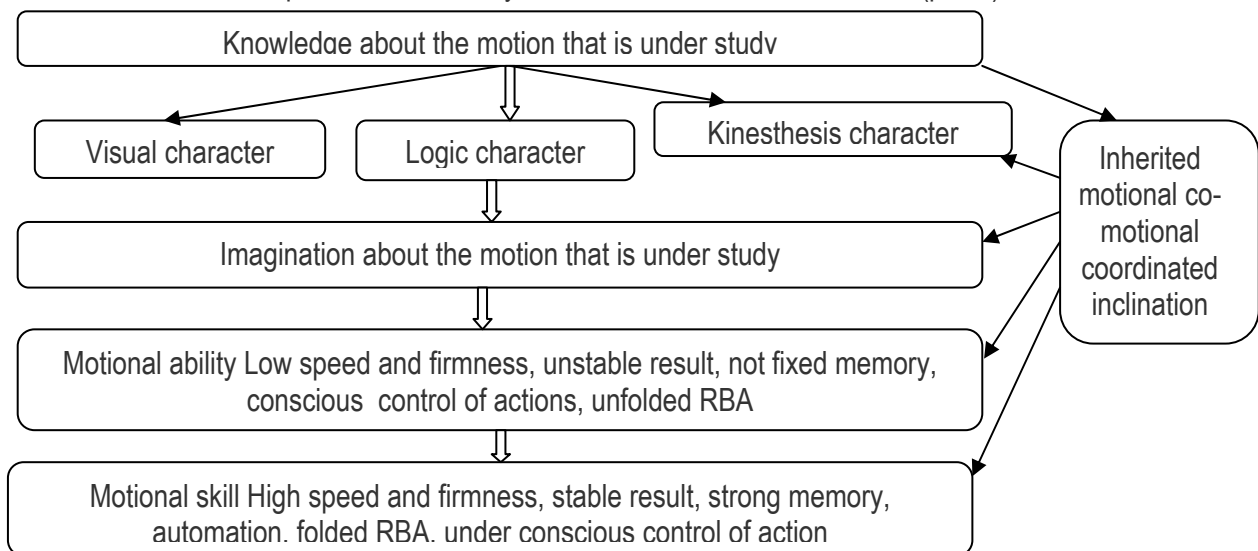 Knowledge about the motion that is under study
Visual character
Logic character
Kinesthesis character
Inherited
motional co-
motional
coordinated
inclination
Imagination about the motion that is under study
Motional ability Low speed and firmness, unstable result, not fixed memory,
conscious control of actions, unfolded RBA
Motional skill High speed and firmness, stable result, strong memory,
automation, folded RBA, under conscious control of action